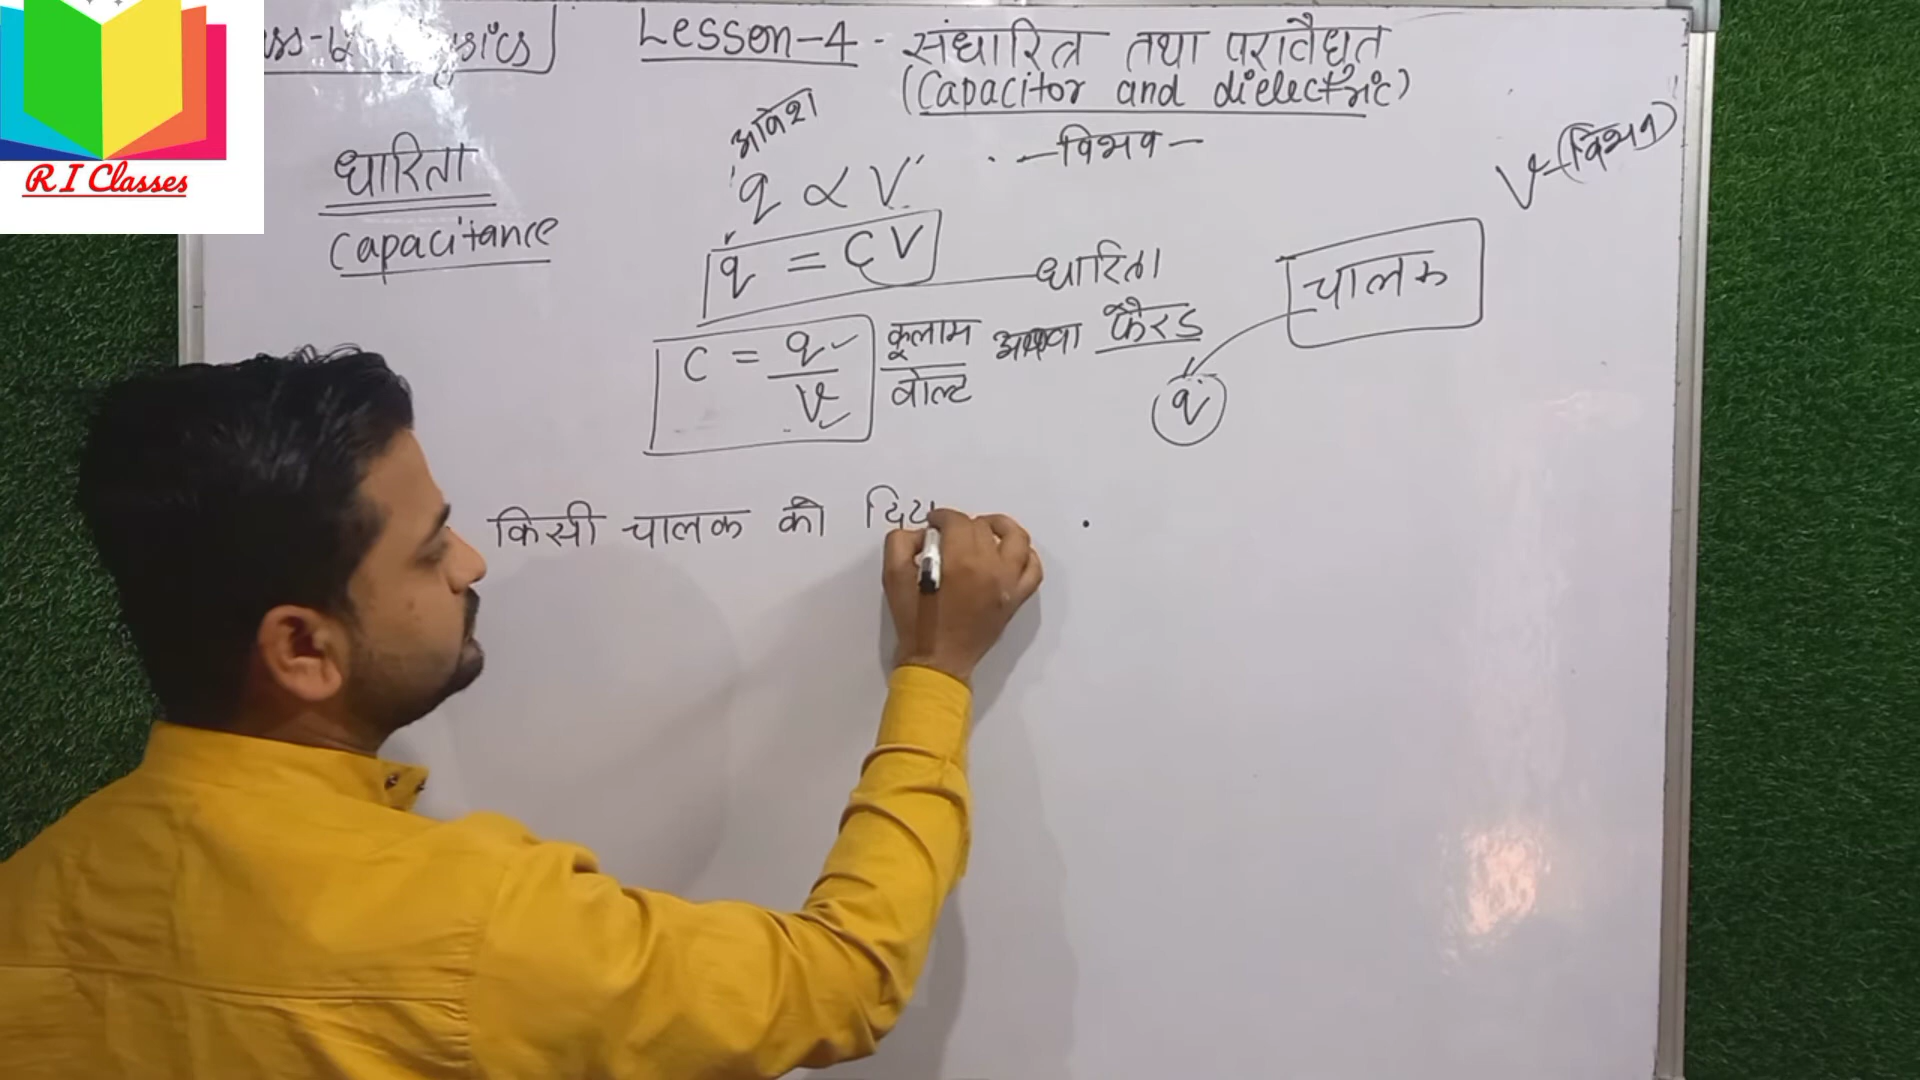 R I Classes
Lesson-4 - संधारित्र तथा परावैद्युत
(Capacitor and dielectric)
धारिता
Capacitance
आवेश
q ∝ V
-विभव-
q = CV
धारिता
C = q/V कूलाम/वोल्ट अथवा फैरड
V-(विभव)
चालक
q
किसी चालक को